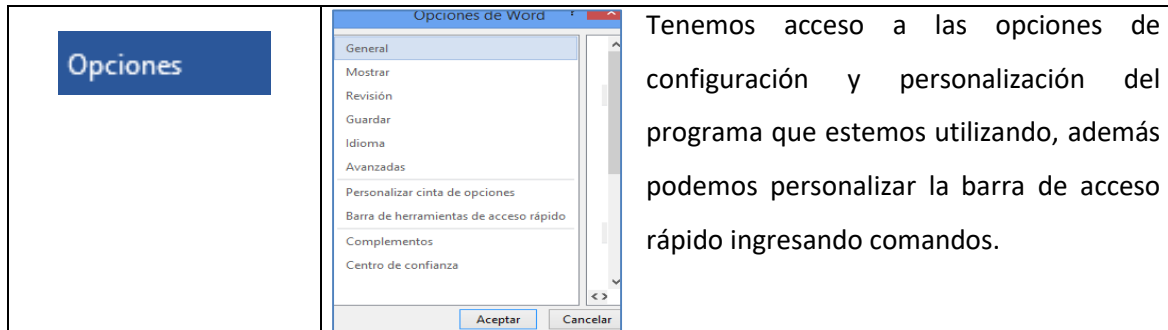 Opciones
Opciones de Word ?
General
Mostrar
Revisión
Guardar
Idioma
Avanzadas
Personalizar cinta de opciones
Barra de herramientas de acceso rápido
Complementos
Centro de confianza
Aceptar Cancelar
Tenemos acceso a las opciones de
configuración y personalización del
programa que estemos utilizando, además
podemos personalizar la barra de acceso
rápido ingresando comandos.